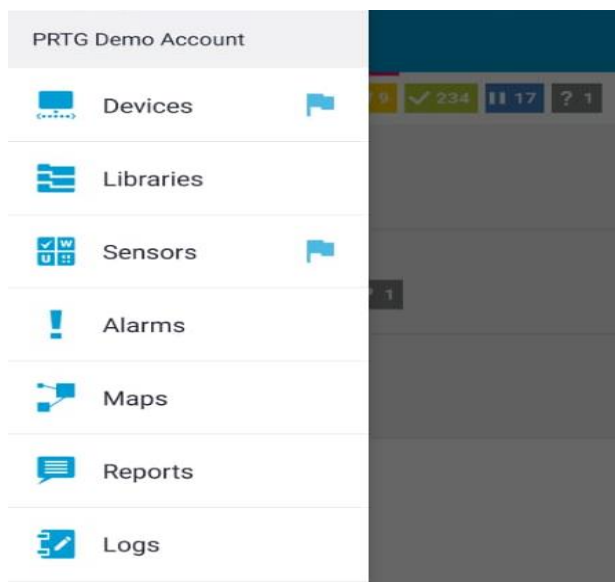 PRTG Demo Account
Devices
9 234 17 ? 1
Libraries
Sensors
1
Alarms
Maps
Reports
Logs